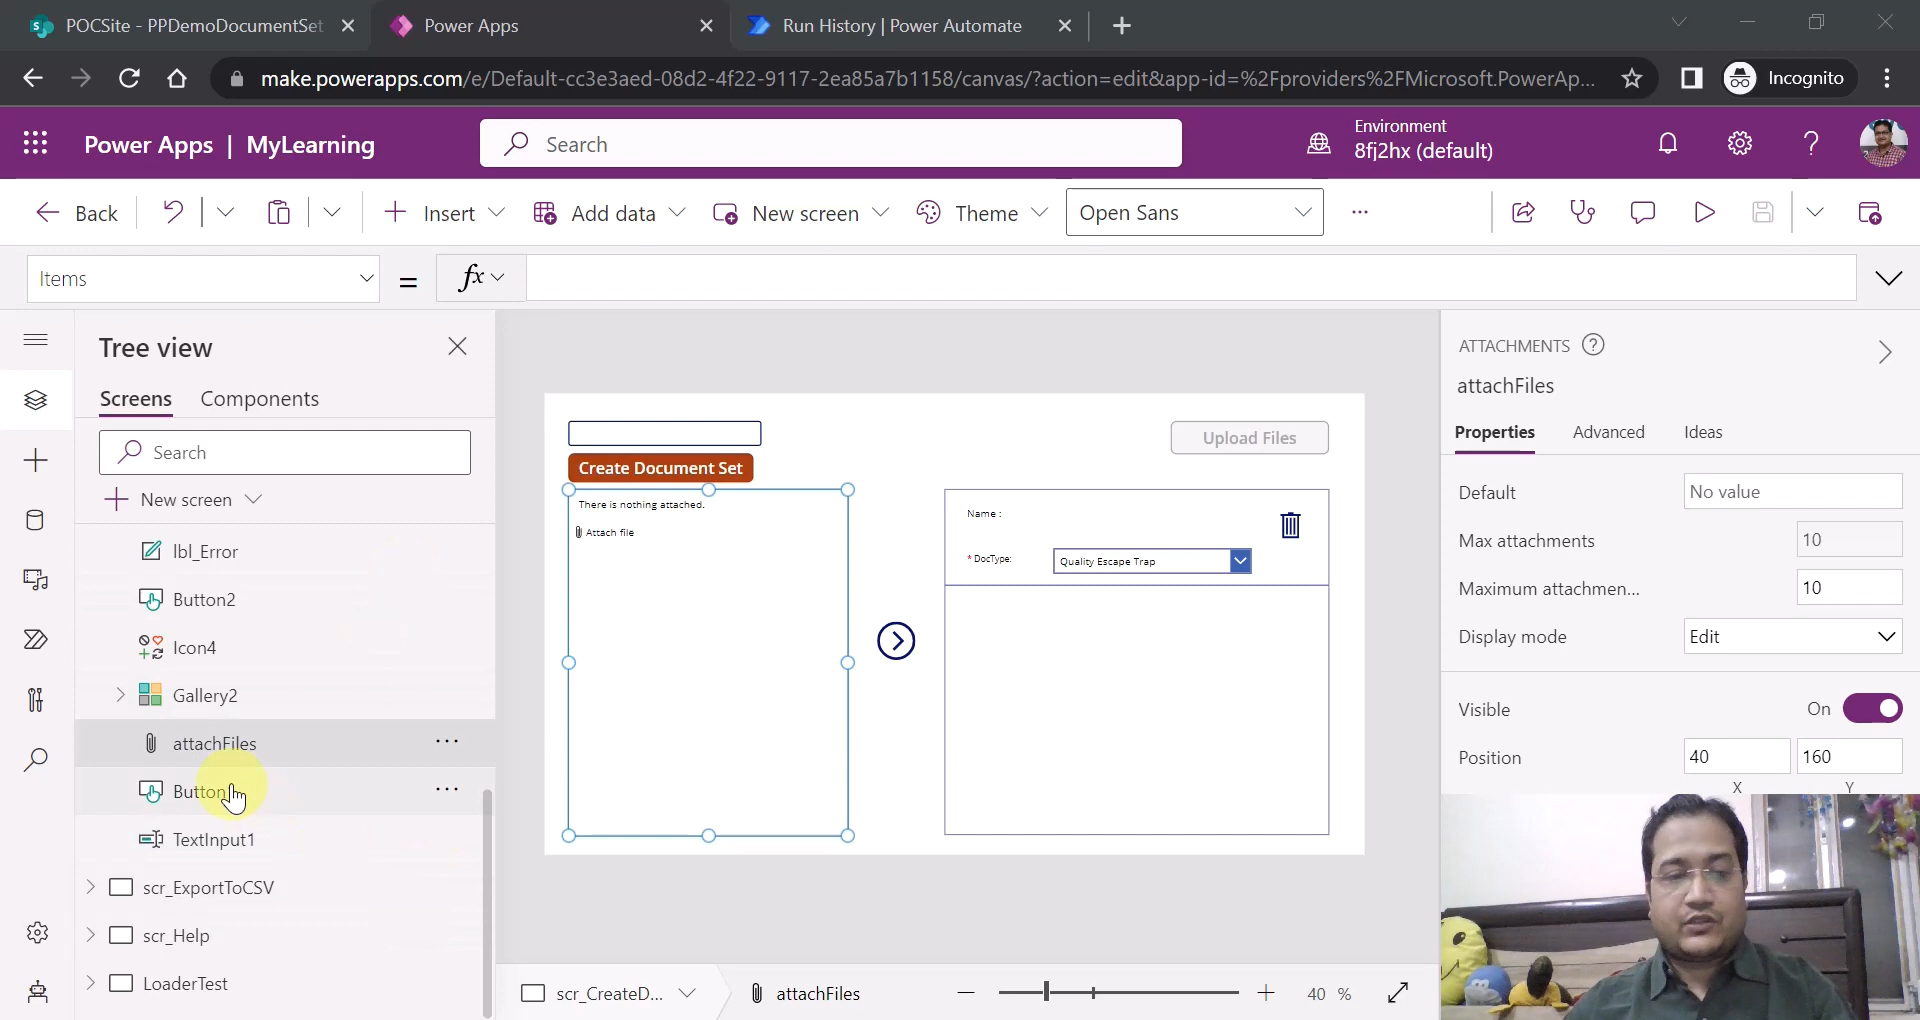 POCSite - PPDemoDocumentSet
Power Apps
Run History | Power Automate
make.powerapps.com/e/Default-cc3e3aed-08d2-4f22-9117-2ea85a7b1158/canvas/?action=edit&app-id=%2Fproviders%2FMicrosoft.PowerAp...
Incognito
Power Apps | MyLearning
Search
Environment
8fj2hx (default)
Back
Insert
Add data
New screen
Theme
Open Sans
...
Items
=
fx
Tree view
Screens
Components
Search
New screen
lbl_Error
Button2
Icon4
Gallery2
attachFiles
...
Button
...
TextInput1
scr_ExportToCSV
scr_Help
LoaderTest
Upload Files
Create Document Set
There is nothing attached.
Attach file
Name :
* DocType:
Quality Escape Trap
scr_CreateD...
attachFiles
40 %
ATTACHMENTS
attachFiles
Properties
Advanced
Ideas
Default
No value
Max attachments
10
Maximum attachmen...
10
Display mode
Edit
Visible
On
Position
40
160
X
Y